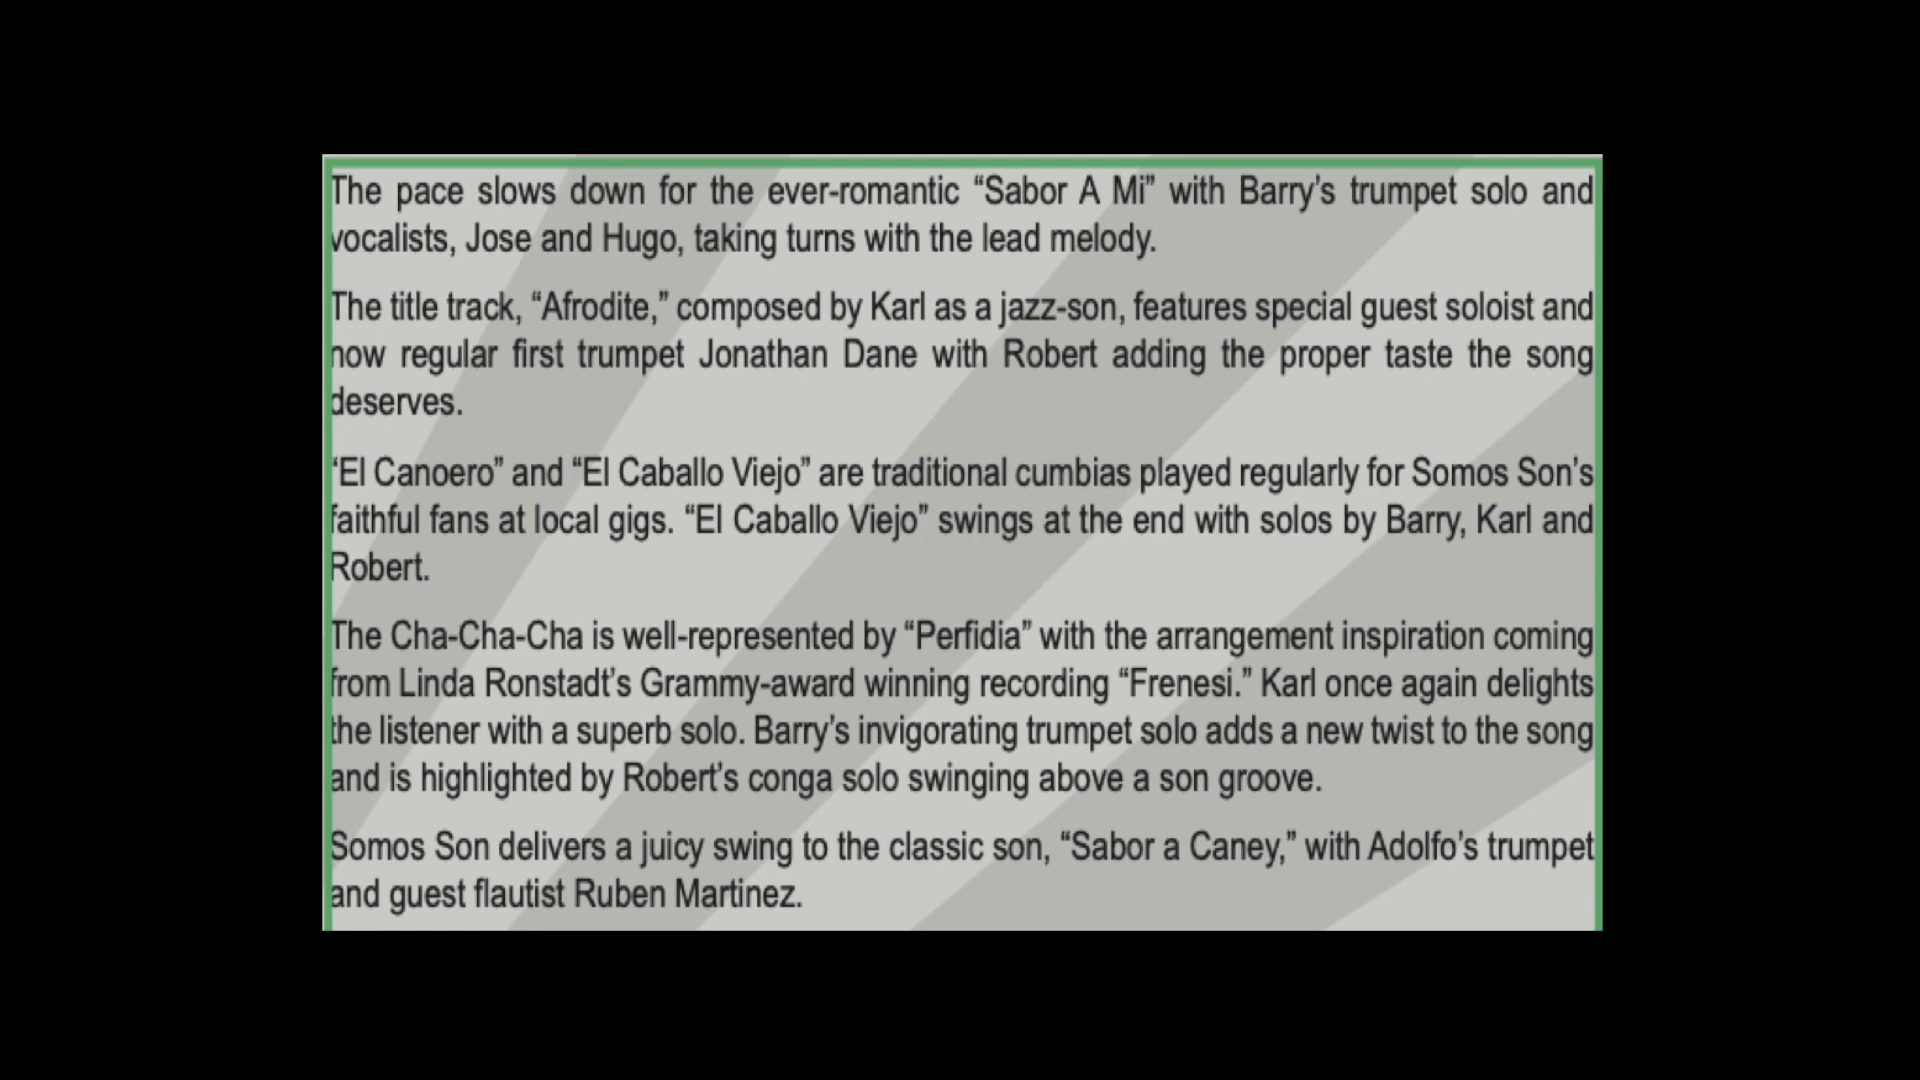 The pace slows down for the ever-romantic “Sabor A Mi” with Barry’s trumpet solo and
vocalists, Jose and Hugo, taking turns with the lead melody.
The title track, “Afrodite,” composed by Karl as a jazz-son, features special guest soloist and
now regular first trumpet Jonathan Dane with Robert adding the proper taste the song
deserves.
“El Canoero” and “El Caballo Viejo” are traditional cumbias played regularly for Somos Son’s
faithful fans at local gigs. “El Caballo Viejo” swings at the end with solos by Barry, Karl and
Robert.
The Cha-Cha-Cha is well-represented by “Perfidia” with the arrangement inspiration coming
from Linda Ronstadt’s Grammy-award winning recording “Frenesi.” Karl once again delights
the listener with a superb solo. Barry’s invigorating trumpet solo adds a new twist to the song
and is highlighted by Robert’s conga solo swinging above a son groove.
Somos Son delivers a juicy swing to the classic son, “Sabor a Caney,” with Adolfo’s trumpet
and guest flautist Ruben Martinez.